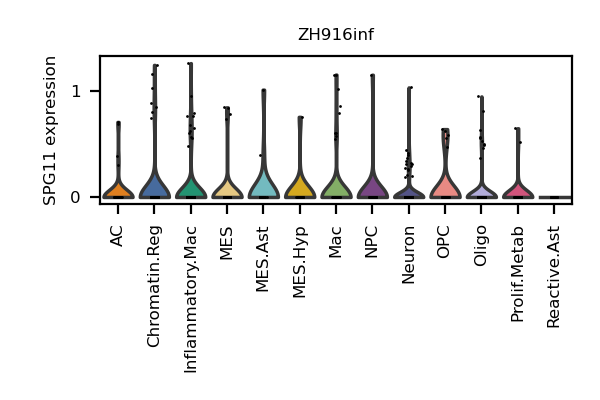 ZH916inf
SPG11 expression
1
0
AC
Chromatin.Reg
Inflammatory.Mac
MES
MES.Ast
MES.Hyp
Mac
NPC
Neuron
OPC
Oligo
Prolif.Metab
Reactive.Ast